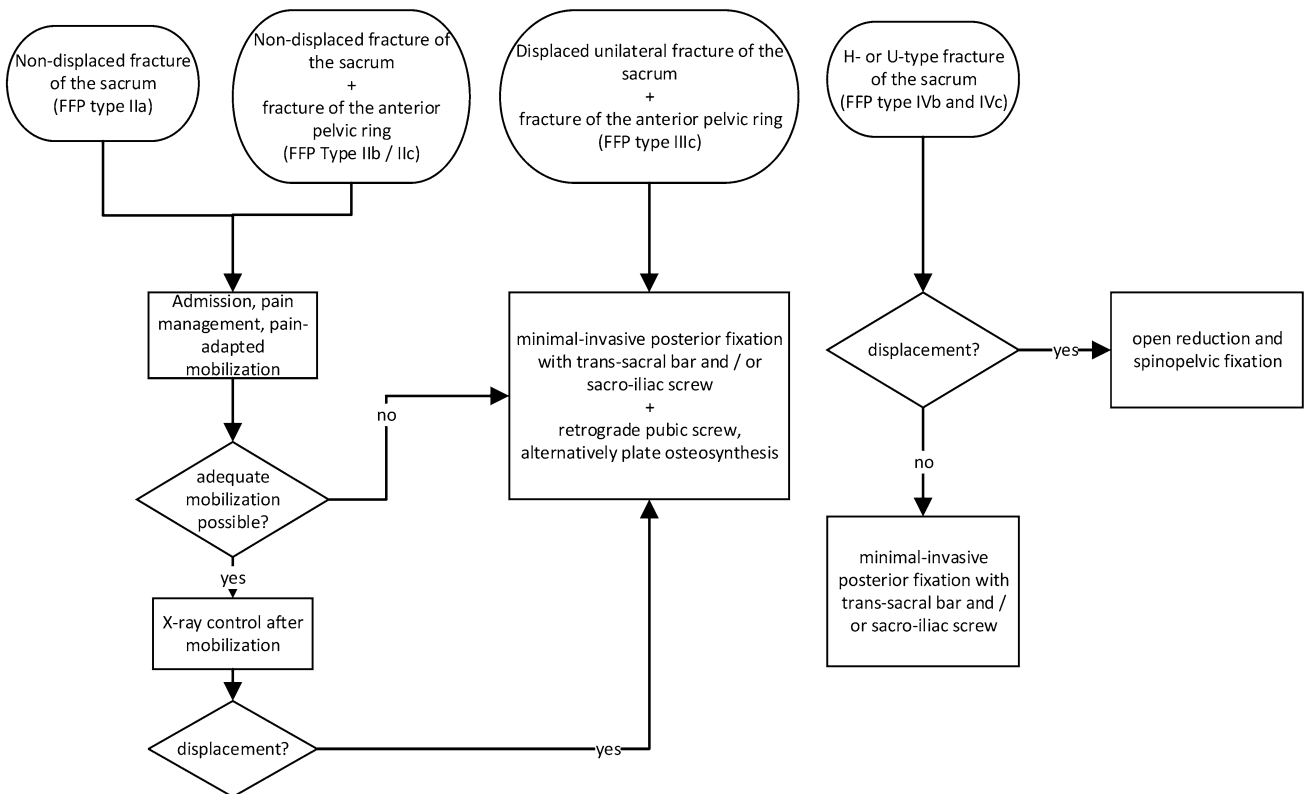 Non-displaced fracture
of the sacrum
(FFP type IIa)
Non-displaced fracture of
the sacrum
+
fracture of the anterior
pelvic ring
(FFP Type IIb / IIc)
Displaced unilateral fracture of the
sacrum
+
fracture of the anterior pelvic ring
(FFP type IIIc)
H- or U-type fracture
of the sacrum
(FFP type IVb and IVc)
Admission, pain
management, pain-
adapted
mobilization
minimal-invasive posterior fixation
with trans-sacral bar and / or
sacro-iliac screw
+
retrograde pubic screw,
alternatively plate osteosynthesis
displacement?
yes
open reduction and
spinopelvic fixation
no
adequate
mobilization
possible?
no
yes
minimal-invasive
posterior fixation with
trans-sacral bar and /
or sacro-iliac screw
X-ray control after
mobilization
displacement?
yes